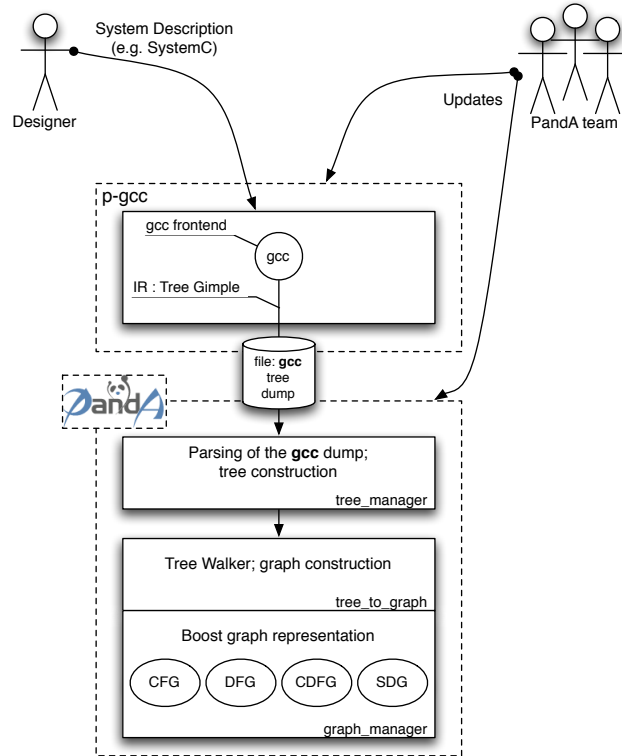 System Description
(e.g. SystemC)
Designer
Updates
PandA team
p-gcc
gcc frontend
gcc
IR : Tree Gimple
file: gcc
tree
dump
PandA
Parsing of the gcc dump;
tree construction
tree_manager
Tree Walker; graph construction
tree_to_graph
Boost graph representation
CFG
DFG
CDFG
SDG
graph_manager